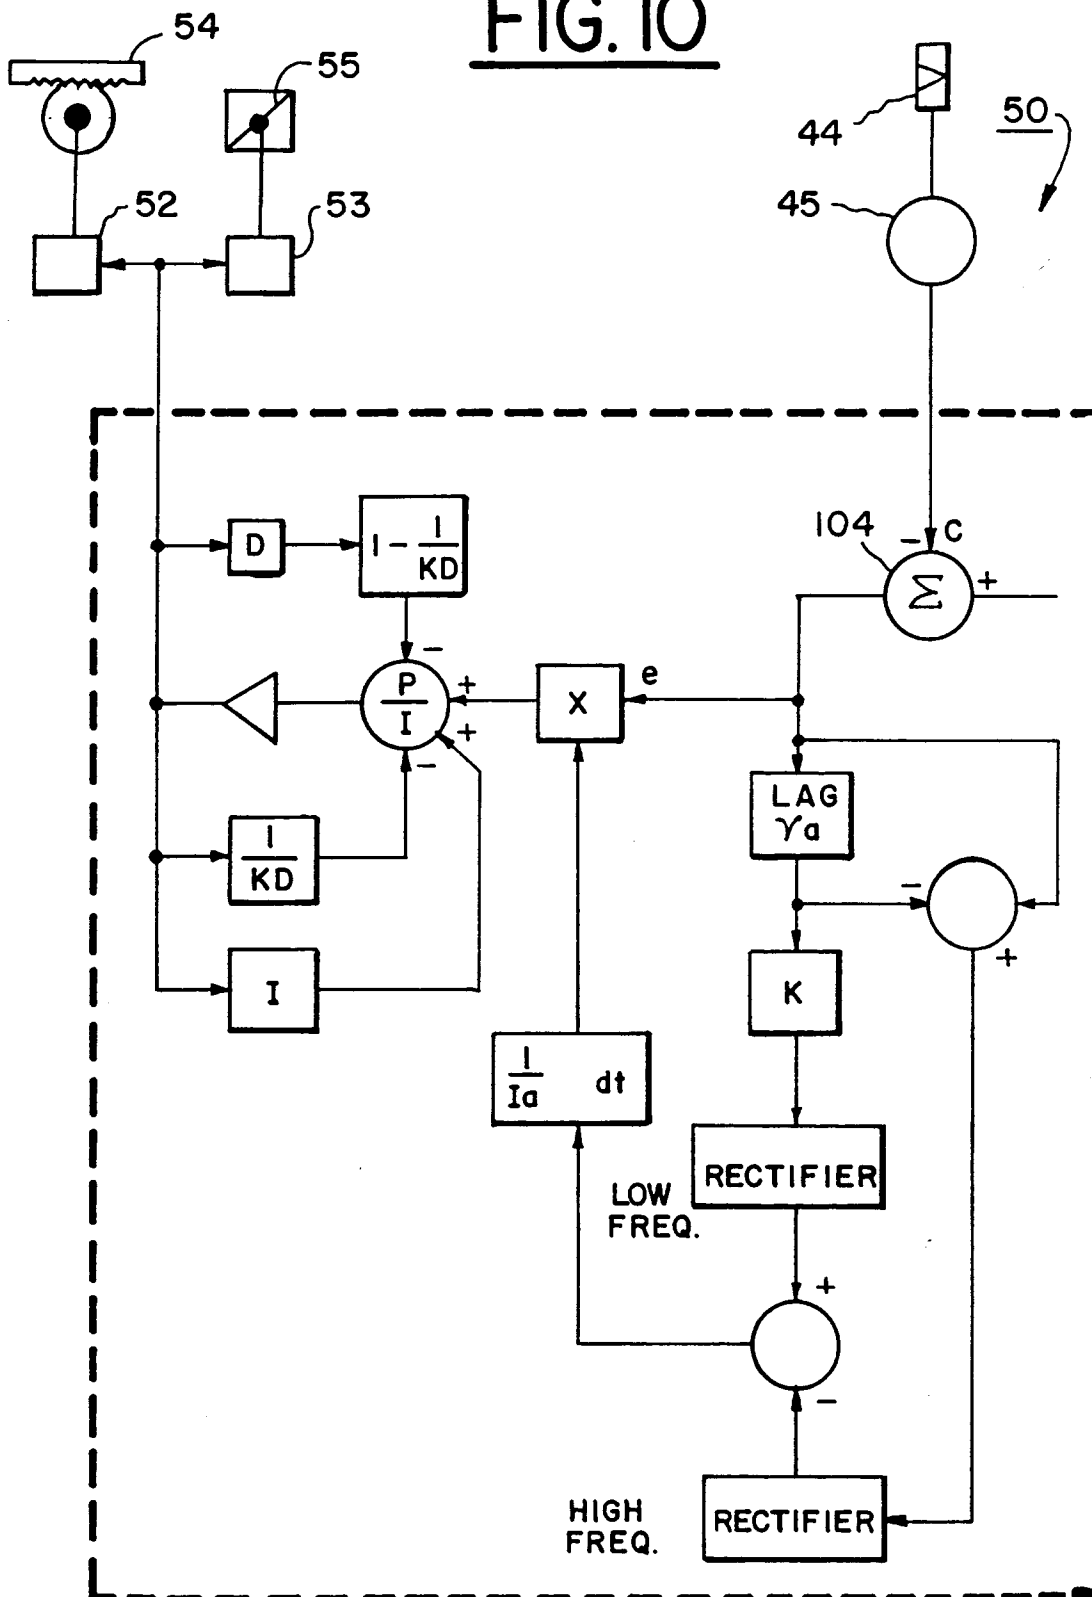 FIG. 10
54
55
44
50
52
53
45
104
- C
Σ
+
D
1 - 1/KD
-
P/I
+
+
-
X
e
LAG
γa
1/KD
-
+
I
K
1/Ia dt
RECTIFIER
LOW
FREQ.
+
-
HIGH
FREQ.
RECTIFIER